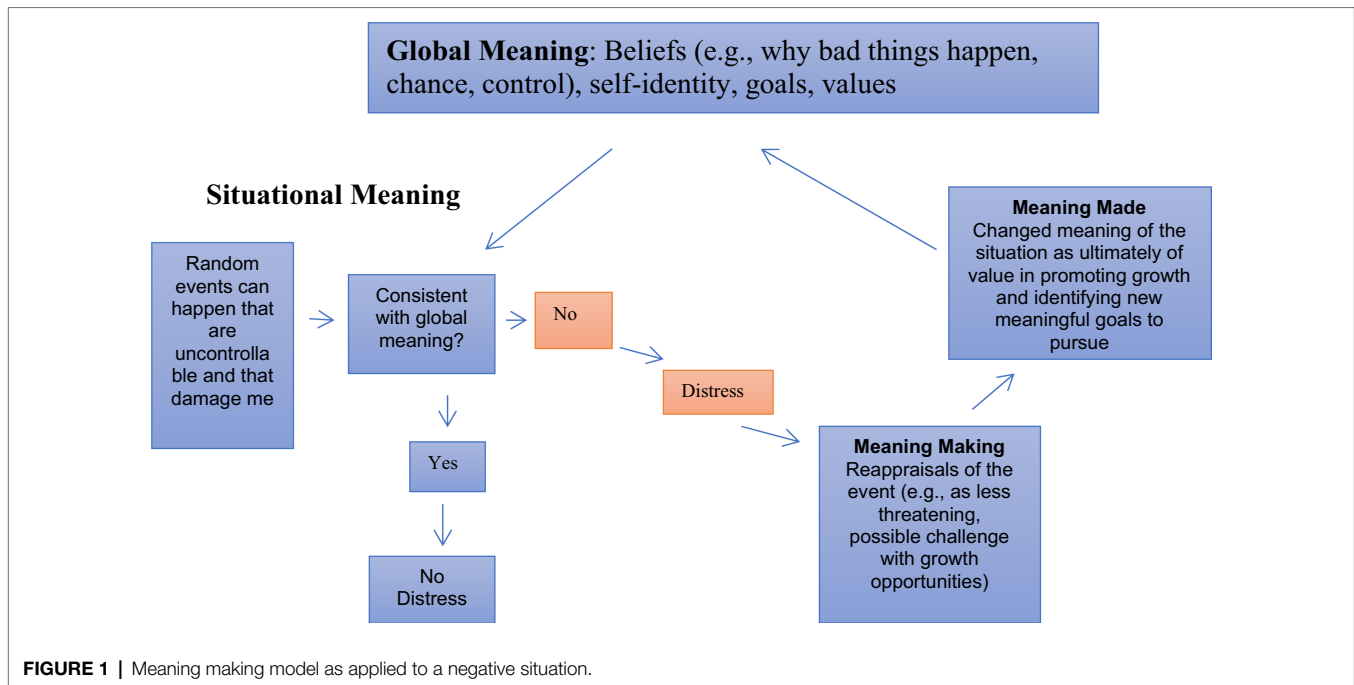 Global Meaning: Beliefs (e.g., why bad things happen,
chance, control), self-identity, goals, values
Situational Meaning
Random
events can
happen that
are
uncontrolla
ble and that
damage me
Consistent
with global
meaning?
No
Distress
Yes
No
Distress
Meaning Making
Reappraisals of the
event (e.g., as less
threatening,
possible challenge
with growth
opportunities)
Meaning Made
Changed meaning of the
situation as ultimately of
value in promoting growth
and identifying new
meaningful goals to
pursue
FIGURE 1 | Meaning making model as applied to a negative situation.